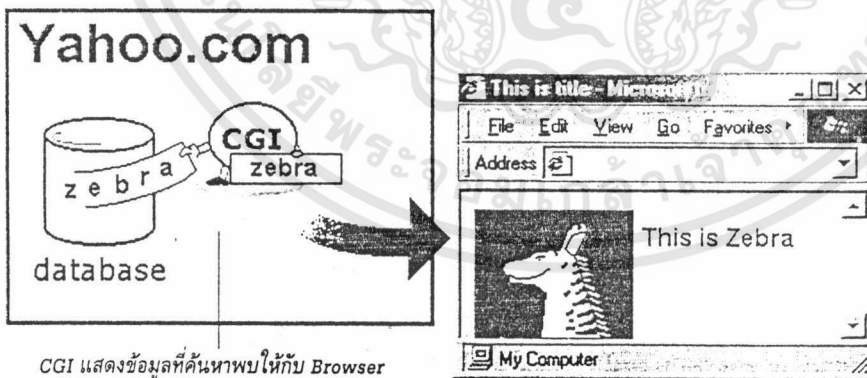 Yahoo.com
CGI
zebra
zebra
database
CGI แสดงข้อมูลที่ค้นหาพบให้กับ Browser
This is title - Microsoft
File Edit View Go Favorites
Address
This is Zebra
My Computer